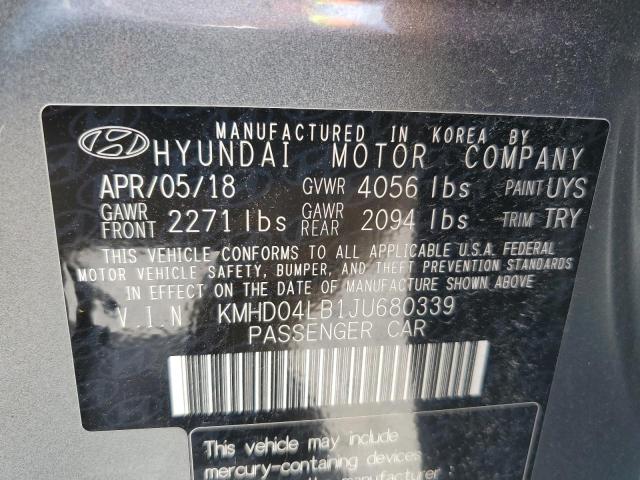 MANUFACTURED IN KOREA BY
HYUNDAI MOTOR COMPANY
APR/05/18 GVWR 4056 lbs PAINT UYS
GAWR FRONT 2271 lbs GAWR REAR 2094 lbs TRIM TRY
THIS VEHICLE CONFORMS TO ALL APPLICABLE U.S.A. FEDERAL
MOTOR VEHICLE SAFETY, BUMPER, AND THEFT PREVENTION STANDARDS
IN EFFECT ON THE DATE OF MANUFACTURE SHOWN ABOVE
V.I.N KMHD04LB1JU680339
PASSENGER CAR
This vehicle may include
mercury-containing devices
manufacturer :